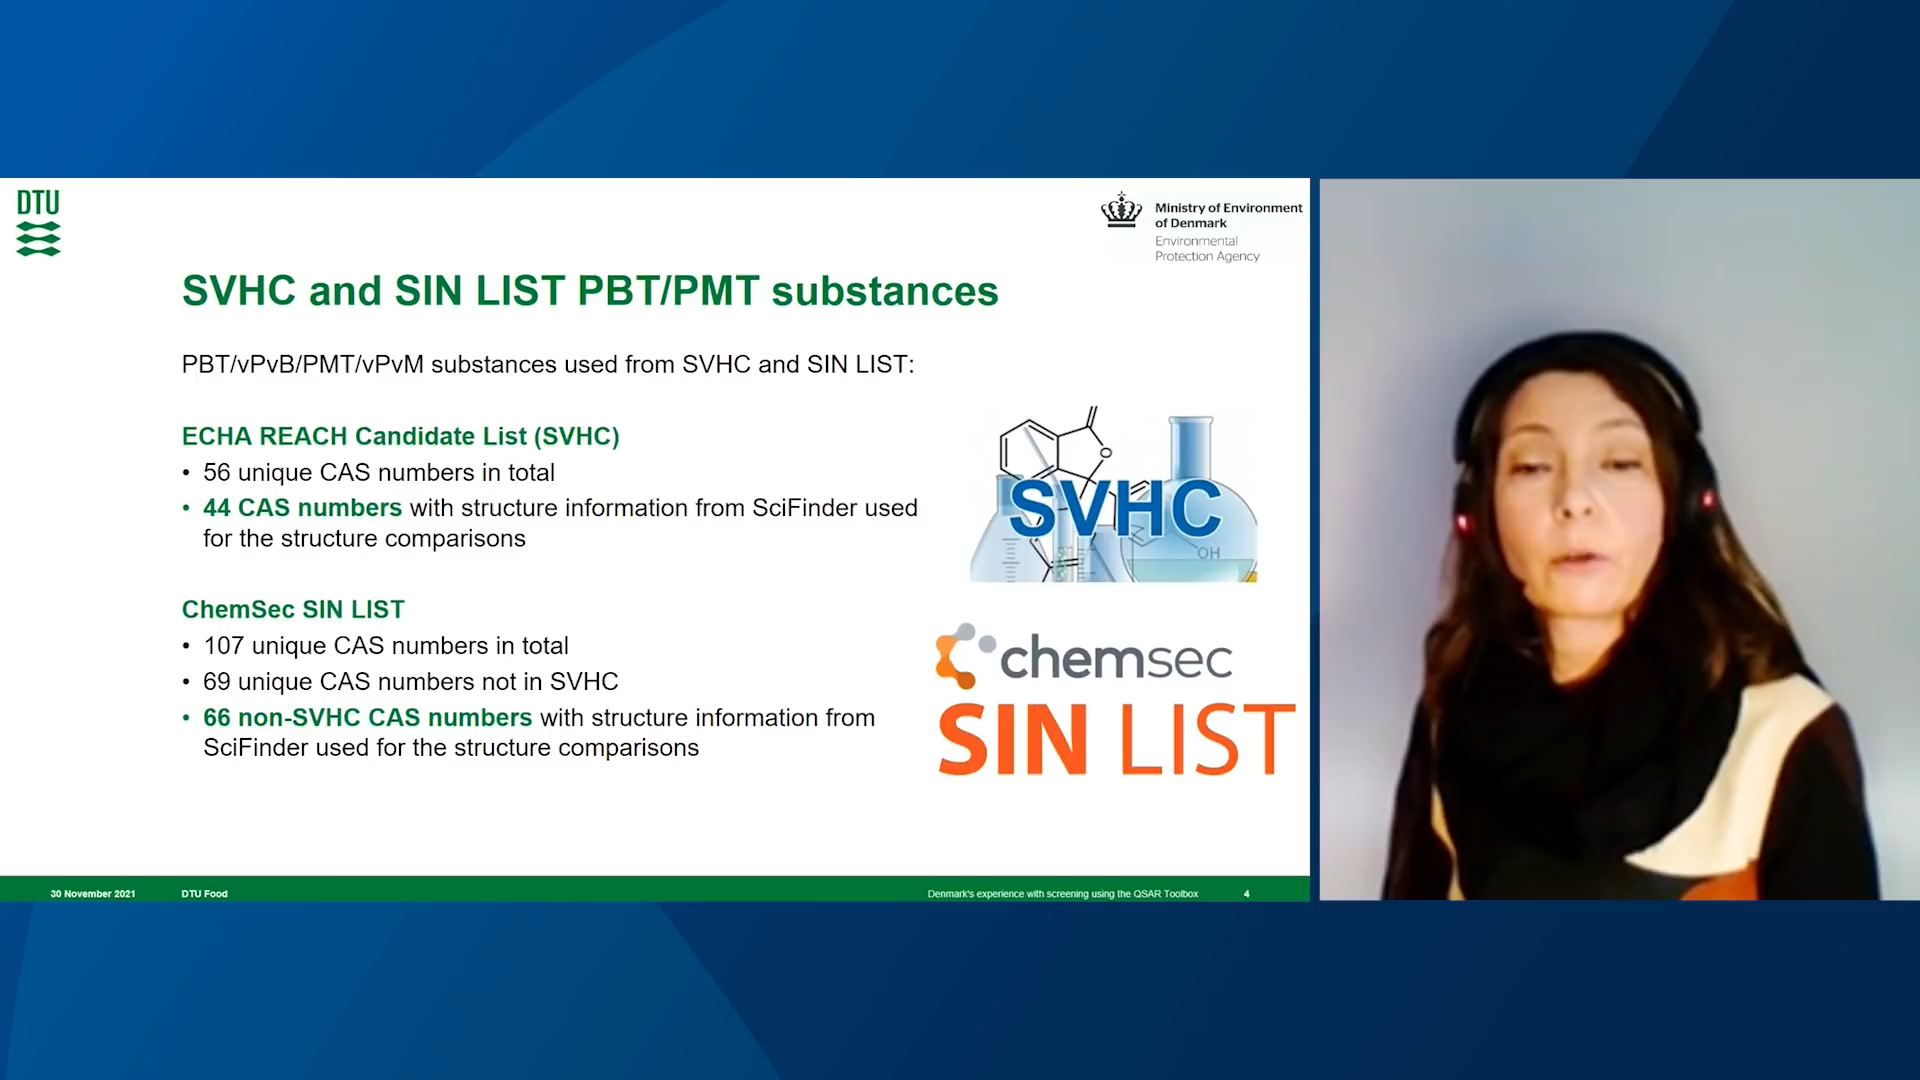 DTU
Ministry of Environment
of Denmark
Environmental
Protection Agency
SVHC and SIN LIST PBT/PMT substances
PBT/vPvB/PMT/vPvM substances used from SVHC and SIN LIST:
ECHA REACH Candidate List (SVHC)
• 56 unique CAS numbers in total
• 44 CAS numbers with structure information from SciFinder used
for the structure comparisons
O
SVHC
OH
ChemSec SIN LIST
• 107 unique CAS numbers in total
• 69 unique CAS numbers not in SVHC
• 66 non-SVHC CAS numbers with structure information from
SciFinder used for the structure comparisons
chemsec
SIN LIST
30 November 2021
DTU Food
Denmark's experience with screening using the QSAR Toolbox
4